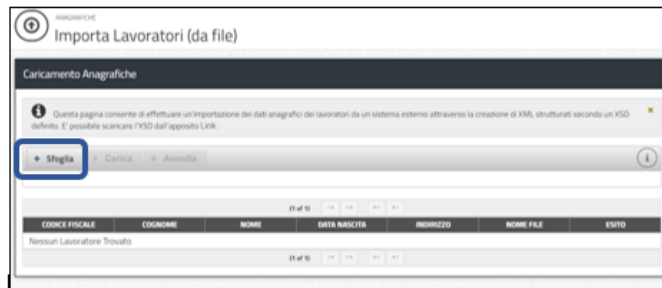 ANAGRAFICHE
Importa Lavoratori (da file)
Caricamento Anagrafiche
Questa pagina consente di effettuare un'importazione dei dati anagrafici dei lavoratori da un sistema esterno attraverso la creazione di XML strutturati secondo un XSD
definito. E' possibile scaricare l'XSD dall'apposito Link .
+ Sfoglia Carica Annulla
(1 of 1)
CODICE FISCALE COGNOME NOME DATA NASCITA INDIRIZZO NOME FILE ESITO
Nessun Lavoratore Trovato
(1 of 1)